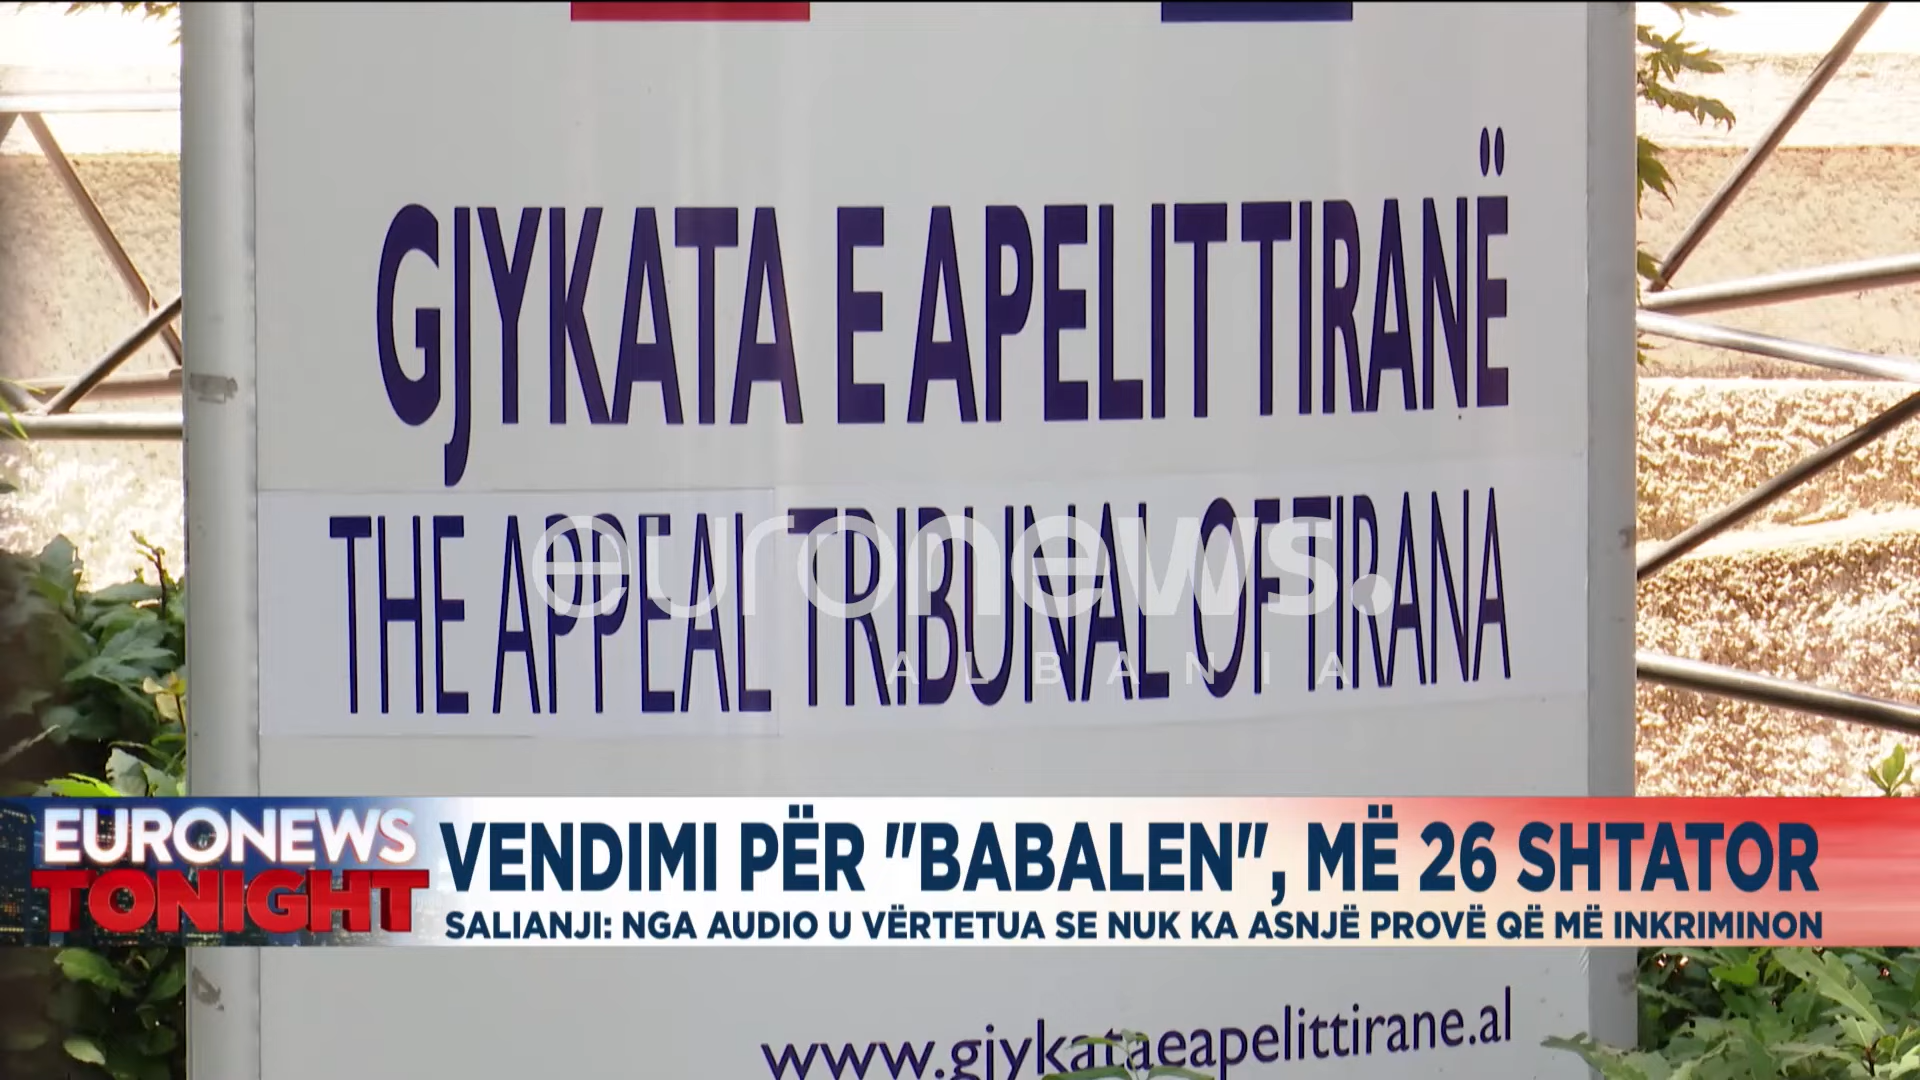 GJYKATA E APELIT TIRANË
THE APPEAL TRIBUNAL OF TIRANA
euronews.
ALBANIA
EURONEWS
TONIGHT
VENDIMI PËR "BABALEN", MË 26 SHTATOR
SALIANJI: NGA AUDIO U VËRTETUA SE NUK KA ASNJË PROVË QË MË INKRIMINON
www.gjykataeapelittirane.al